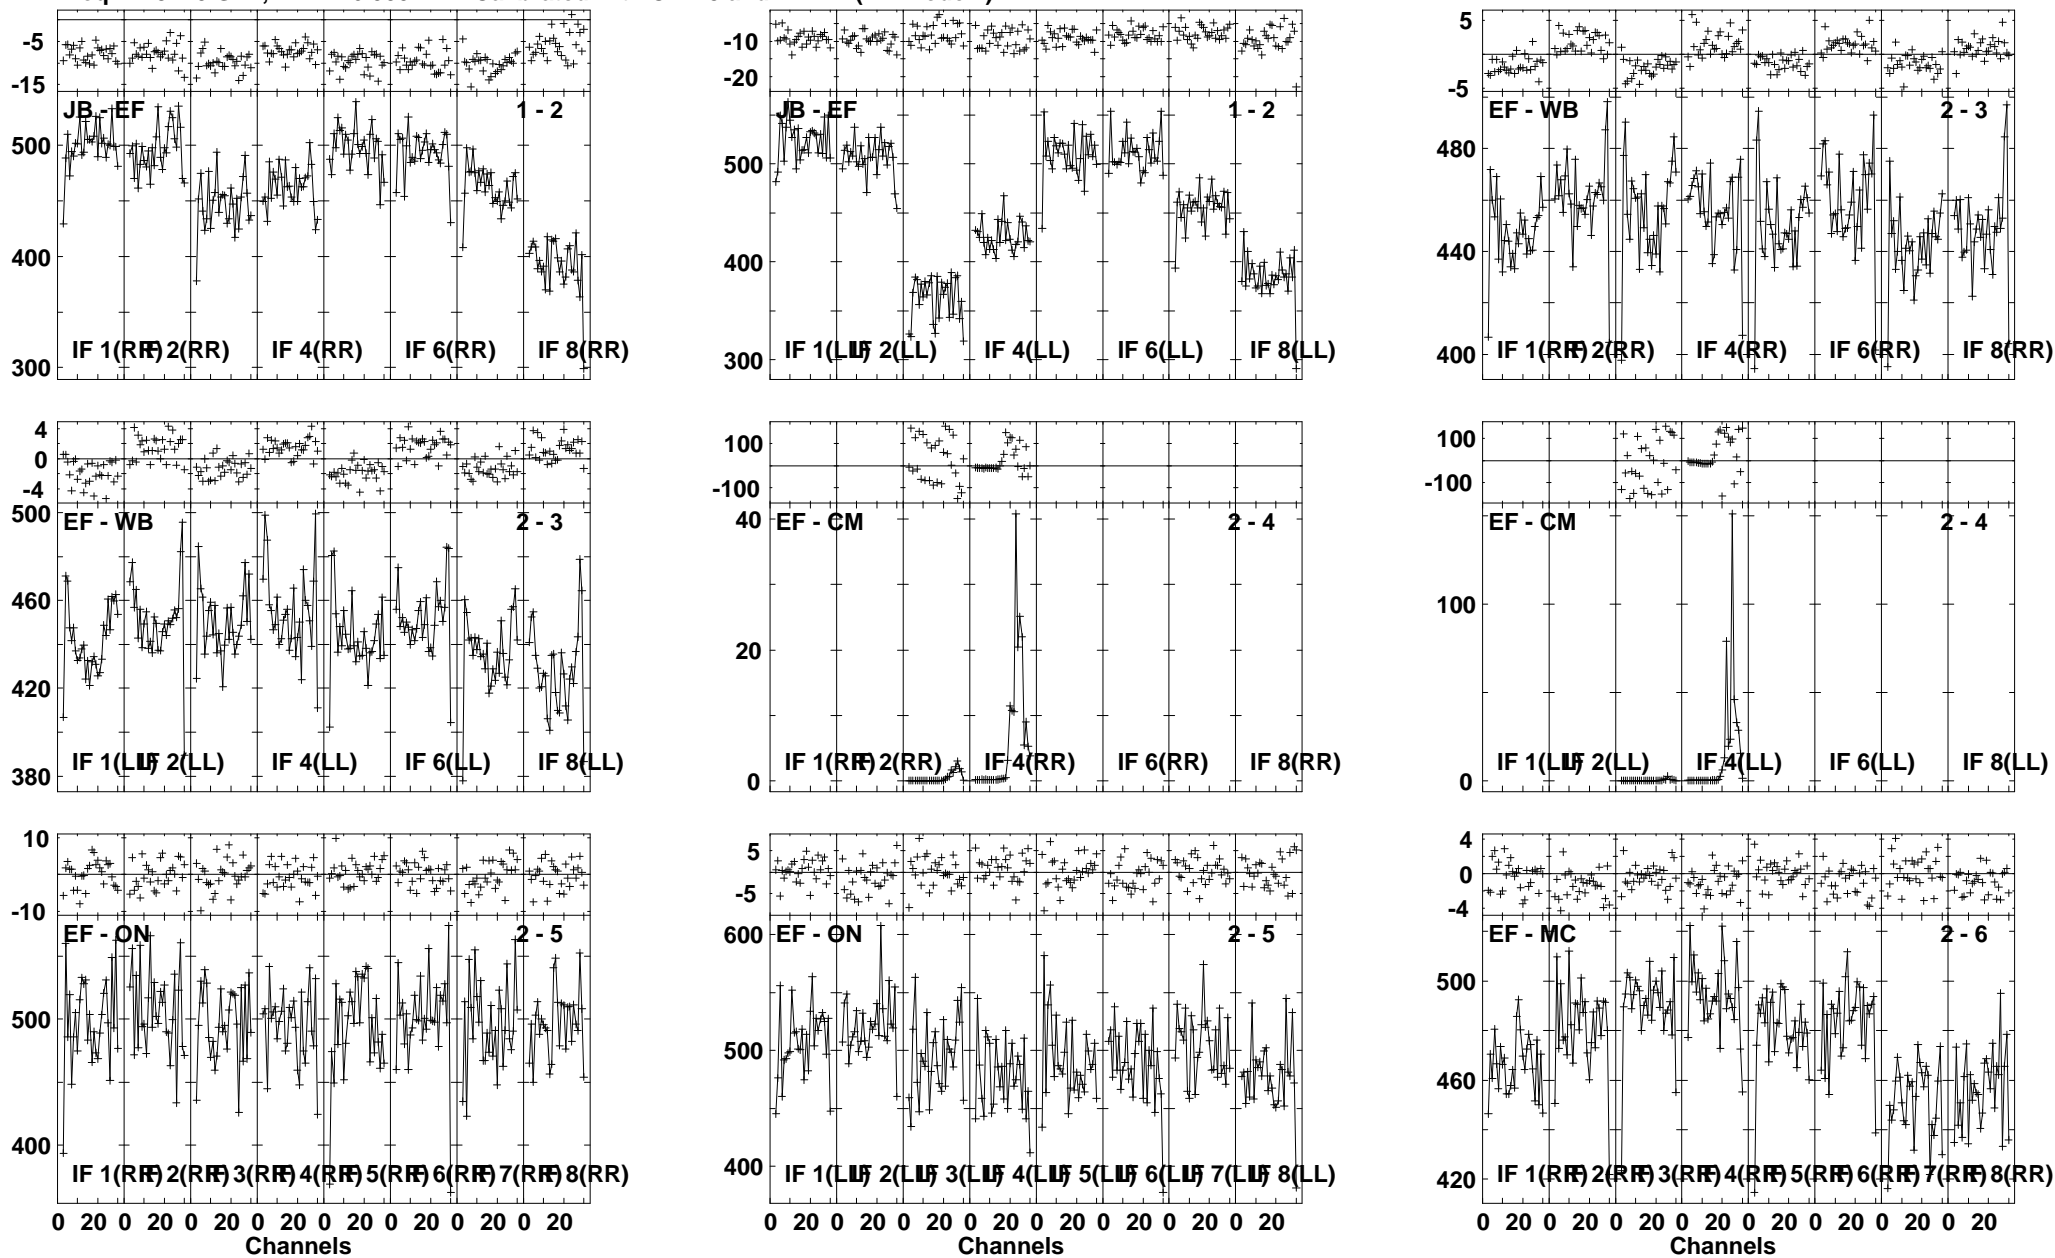 -5
-15
JB - EF 1 - 2
500
400
300
IF 1(RR) IF 2(RR) IF 4(RR) IF 6(RR) IF 8(RR)
-10
-20
JB - EF 1 - 2
500
400
300
IF 1(LL) IF 2(LL) IF 4(LL) IF 6(LL) IF 8(LL)
5
-5
EF - WB 2 - 3
480
440
400
IF 1(RR) IF 2(RR) IF 4(RR) IF 6(RR) IF 8(RR)
4
0
-4
EF - WB 2 - 3
500
460
420
380
IF 1(LL) IF 2(LL) IF 4(LL) IF 6(LL) IF 8(LL)
100
-100
EF - CM 2 - 4
40
20
0
IF 1(RR) IF 2(RR) IF 4(RR) IF 6(RR) IF 8(RR)
100
-100
EF - CM 2 - 4
100
0
IF 1(LL) IF 2(LL) IF 4(LL) IF 6(LL) IF 8(LL)
10
-10
EF - ON 2 - 5
500
400
IF 1(RR) IF 2(RR) IF 3(RR) IF 4(RR) IF 5(RR) IF 6(RR) IF 7(RR) IF 8(RR)
0 20 0 20 0 20 0 20 0 20 0 20 0 20 0 20
Channels
5
-5
EF - ON 2 - 5
600
500
400
IF 1(LL) IF 2(LL) IF 3(LL) IF 4(LL) IF 5(LL) IF 6(LL) IF 7(LL) IF 8(LL)
0 20 0 20 0 20 0 20 0 20 0 20 0 20 0 20
Channels
4
0
-4
EF - MC 2 - 6
500
460
420
IF 1(RR) IF 2(RR) IF 3(RR) IF 4(RR) IF 5(RR) IF 6(RR) IF 7(RR) IF 8(RR)
0 20 0 20 0 20 0 20 0 20 0 20 0 20 0 20
Channels